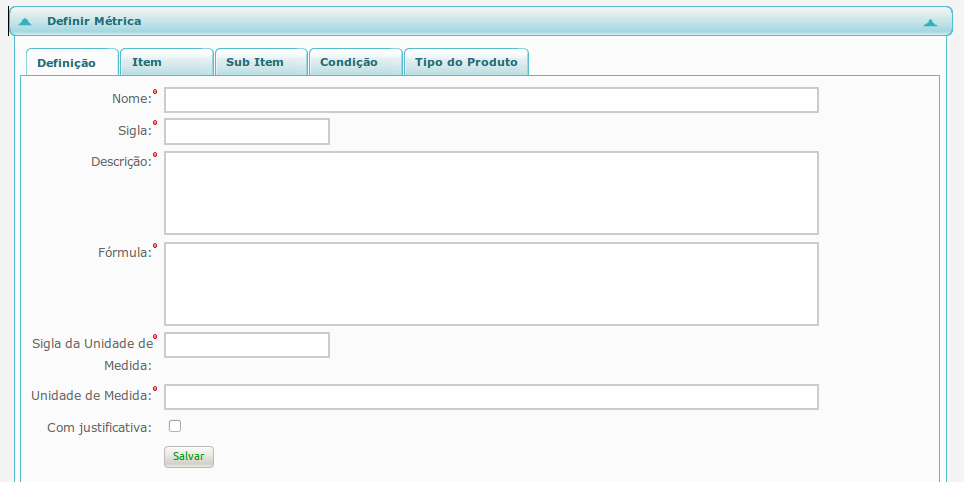 Definir Métrica
Definição Item Sub Item Condição Tipo do Produto
Nome:
Sigla:
Descrição:
Fórmula:
Sigla da Unidade de
Medida:
Unidade de Medida:
Com justificativa:
Salvar